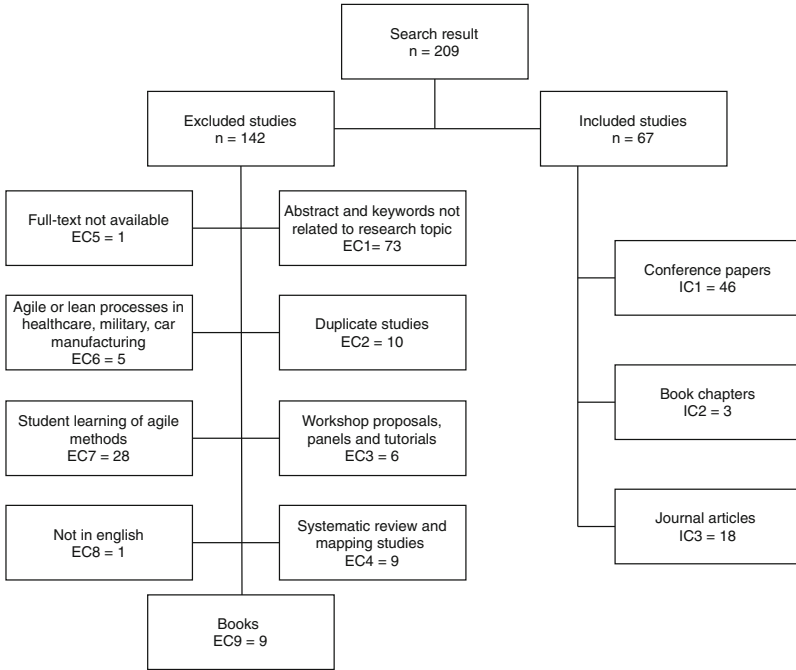 Search result
n = 209
Excluded studies
n = 142
Included studies
n = 67
Full-text not available
EC5 = 1
Abstract and keywords not
related to research topic
EC1= 73
Conference papers
IC1 = 46
Agile or lean processes in
healthcare, military, car
manufacturing
EC6 = 5
Duplicate studies
EC2 = 10
Book chapters
IC2 = 3
Student learning of agile
methods
EC7 = 28
Workshop proposals,
panels and tutorials
EC3 = 6
Journal articles
IC3 = 18
Not in english
EC8 = 1
Systematic review and
mapping studies
EC4 = 9
Books
EC9 = 9